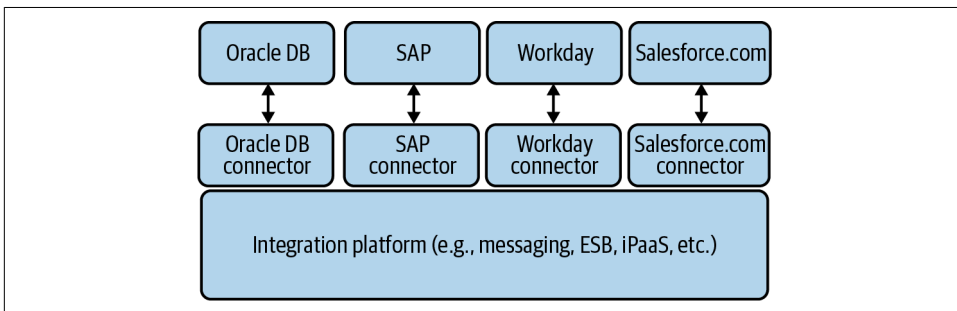 Oracle DB
SAP
Workday
Salesforce.com
Oracle DB
connector
SAP
connector
Workday
connector
Salesforce.com
connector
Integration platform (e.g., messaging, ESB, iPaaS, etc.)